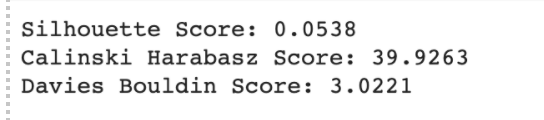 Silhouette Score: 0.0538
Calinski Harabasz Score: 39.9263
Davies Bouldin Score: 3.0221